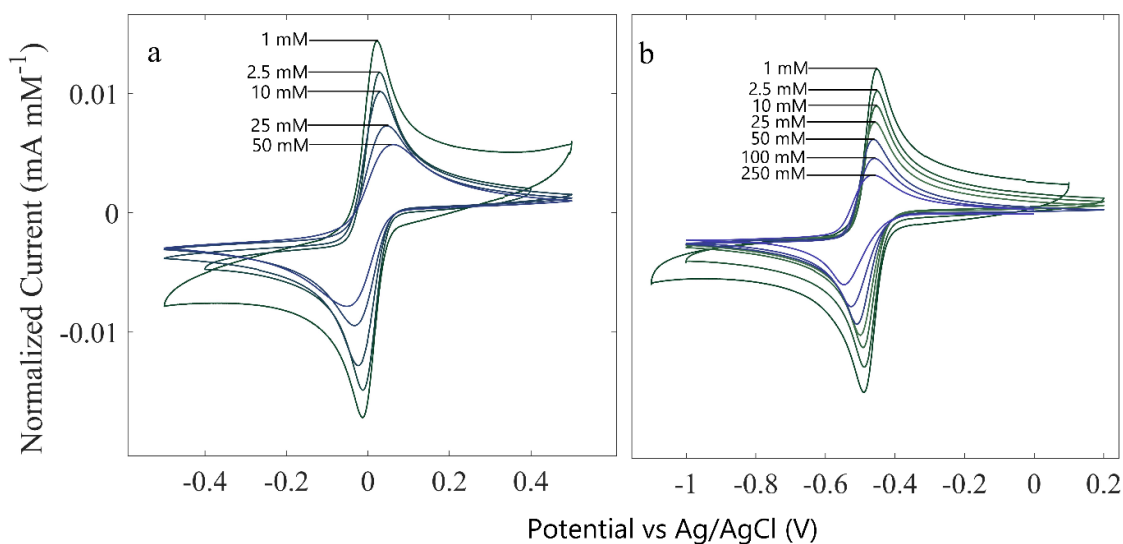 Normalized Current (mA mM-1)
a
1 mM
2.5 mM
10 mM
25 mM
50 mM
0.01
0
-0.01
-0.4
-0.2
0
0.2
0.4
b
1 mM
2.5 mM
10 mM
25 mM
50 mM
100 mM
250 mM
-1
-0.8
-0.6
-0.4
-0.2
0
0.2
Potential vs Ag/AgCl (V)